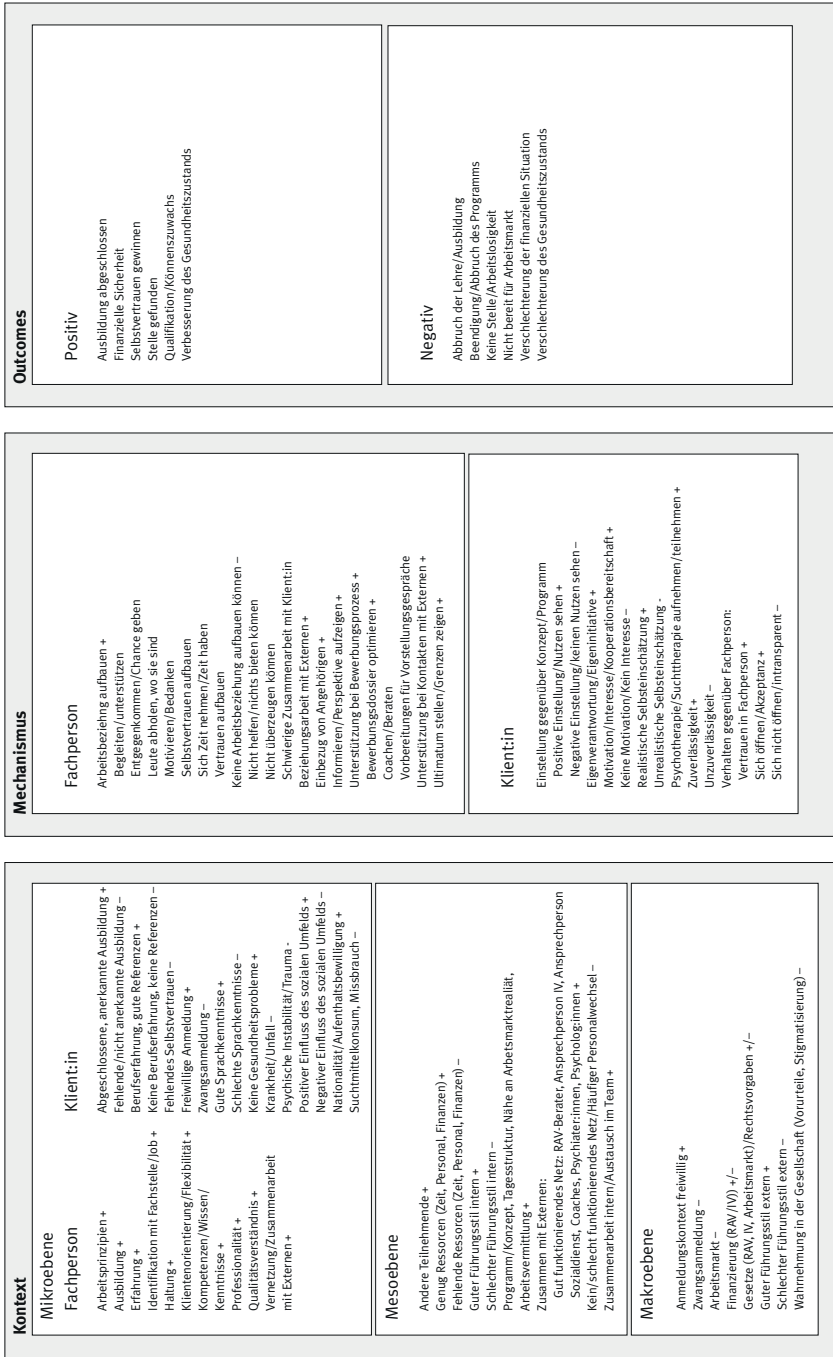 Kontext
Mikroebene
Fachperson
Arbeitsprinzipien +
Ausbildung +
Erfahrung +
Identifikation mit Fachstelle/Job +
Haltung +
Klientenorientierung/Flexibilität +
Kompetenzen/Wissen/
Kenntnisse +
Professionalität +
Qualitätsverständnis +
Vernetzung/Zusammenarbeit
mit Externen +
Klient:in
Abgeschlossene, anerkannte Ausbildung +
Fehlende/nicht anerkannte Ausbildung –
Berufserfahrung, gute Referenzen +
Keine Berufserfahrung, keine Referenzen –
Fehlendes Selbstvertrauen –
Freiwillige Anmeldung +
Zwangsanmeldung –
Gute Sprachkenntnisse +
Schlechte Sprachkenntnisse –
Keine Gesundheitsprobleme +
Krankheit/Unfall –
Psychische Instabilität/Trauma -
Positiver Einfluss des sozialen Umfelds +
Negativer Einfluss des sozialen Umfelds –
Nationalität/Aufenthaltsbewilligung +
Suchtmittelkonsum, Missbrauch –
Mesoebene
Andere Teilnehmende +
Genug Ressorcen (Zeit, Personal, Finanzen) +
Fehlende Ressorcen (Zeit, Personal, Finanzen) –
Guter Führungsstil intern +
Schlechter Führungsstil intern –
Programm/Konzept, Tagesstruktur, Nähe an Arbetsmarktrealiät,
Arbeitsvermittlung +
Zusammen mit Externen:
Gut funktionierendes Netz: RAV-Berater, Ansprechperson IV, Ansprechperson
Sozialdienst, Coaches, Psychiater:innen, Psycholog:innen +
Kein/schlecht funktionierendes Netz/Häufiger Personalwechsel –
Zusammenarbeit intern/Austausch im Team +
Makroebene
Anmeldungskontext freiwillig +
Zwangsanmeldung –
Arbeitsmarkt –
Finanzierung (RAV/IV)) +/–
Gesetze (RAV, IV, Arbeitsmarkt)/Rechtsvorgaben +/–
Guter Führungsstil extern +
Schlechter Führungsstil extern –
Wahrnehmung in der Gesellschaft (Vorurteile, Stigmatisierung) –
Mechanismus
Fachperson
Arbeitsbeziehng aufbauen +
Begleiten/unterstützen
Entgegenkommen/Chance geben
Leute abholen, wo sie sind
Motivieren/Bedanken
Selbstvertrauen aufbauen
Sich Zeit nehmen/Zeit haben
Vertrauen aufbauen
Keine Arbeitsbeziehung aufbauen können –
Nicht helfen/nichts bieten können
Nicht überzeugen können
Schwierige Zusammenarbeit mit Klient:in
Beziehungsarbeit mit Externen +
Einbezug von Angehörigen +
Informieren/Perspektive aufzeigen +
Unterstützung bei Bewerbungsprozess +
Bewerbungsdossier optimieren +
Coachen/Beraten
Vorbereitungen für Vorstellungsgespräche
Unterstützung bei Kontakten mit Externen +
Ultimatum stellen/Grenzen zeigen +
Klient:in
Einstellung gegenüber Konzept/Programm
Positive Einstellung/Nutzen sehen +
Negative Einstellung/keinen Nutzen sehen –
Eigenverantwortung/Eigeninitiative +
Motivation/Interesse/Kooperationsbereitschaft +
Keine Motivation/Kein Interesse –
Realistische Selbsteinschätzung +
Unrealistische Selbsteinschätzung -
Psychotherapie/Suchttherapie aufnehmen/teilnehmen +
Zuverlässigkeit +
Unzuverlässigkeit –
Verhalten gegenüber Fachperson:
Vertrauen in Fachperson +
Sich öffnen/Akzeptanz +
Sich nicht öffnen/intransparent –
Outcomes
Positiv
Ausbildung abgeschlossen
Finanzielle Sicherheit
Selbstvertrauen gewinnen
Stelle gefunden
Qualifikation/Könnenszuwachs
Verbesserung des Gesundheitszustands
Negativ
Abbruch der Lehre/Ausbildung
Beendigung/Abbruch des Programms
Keine Stelle/Arbeitslosigkeit
Nicht bereit für Arbeitsmarkt
Verschlechterung der finanziellen Situation
Verschlechterung des Gesundheitszustands